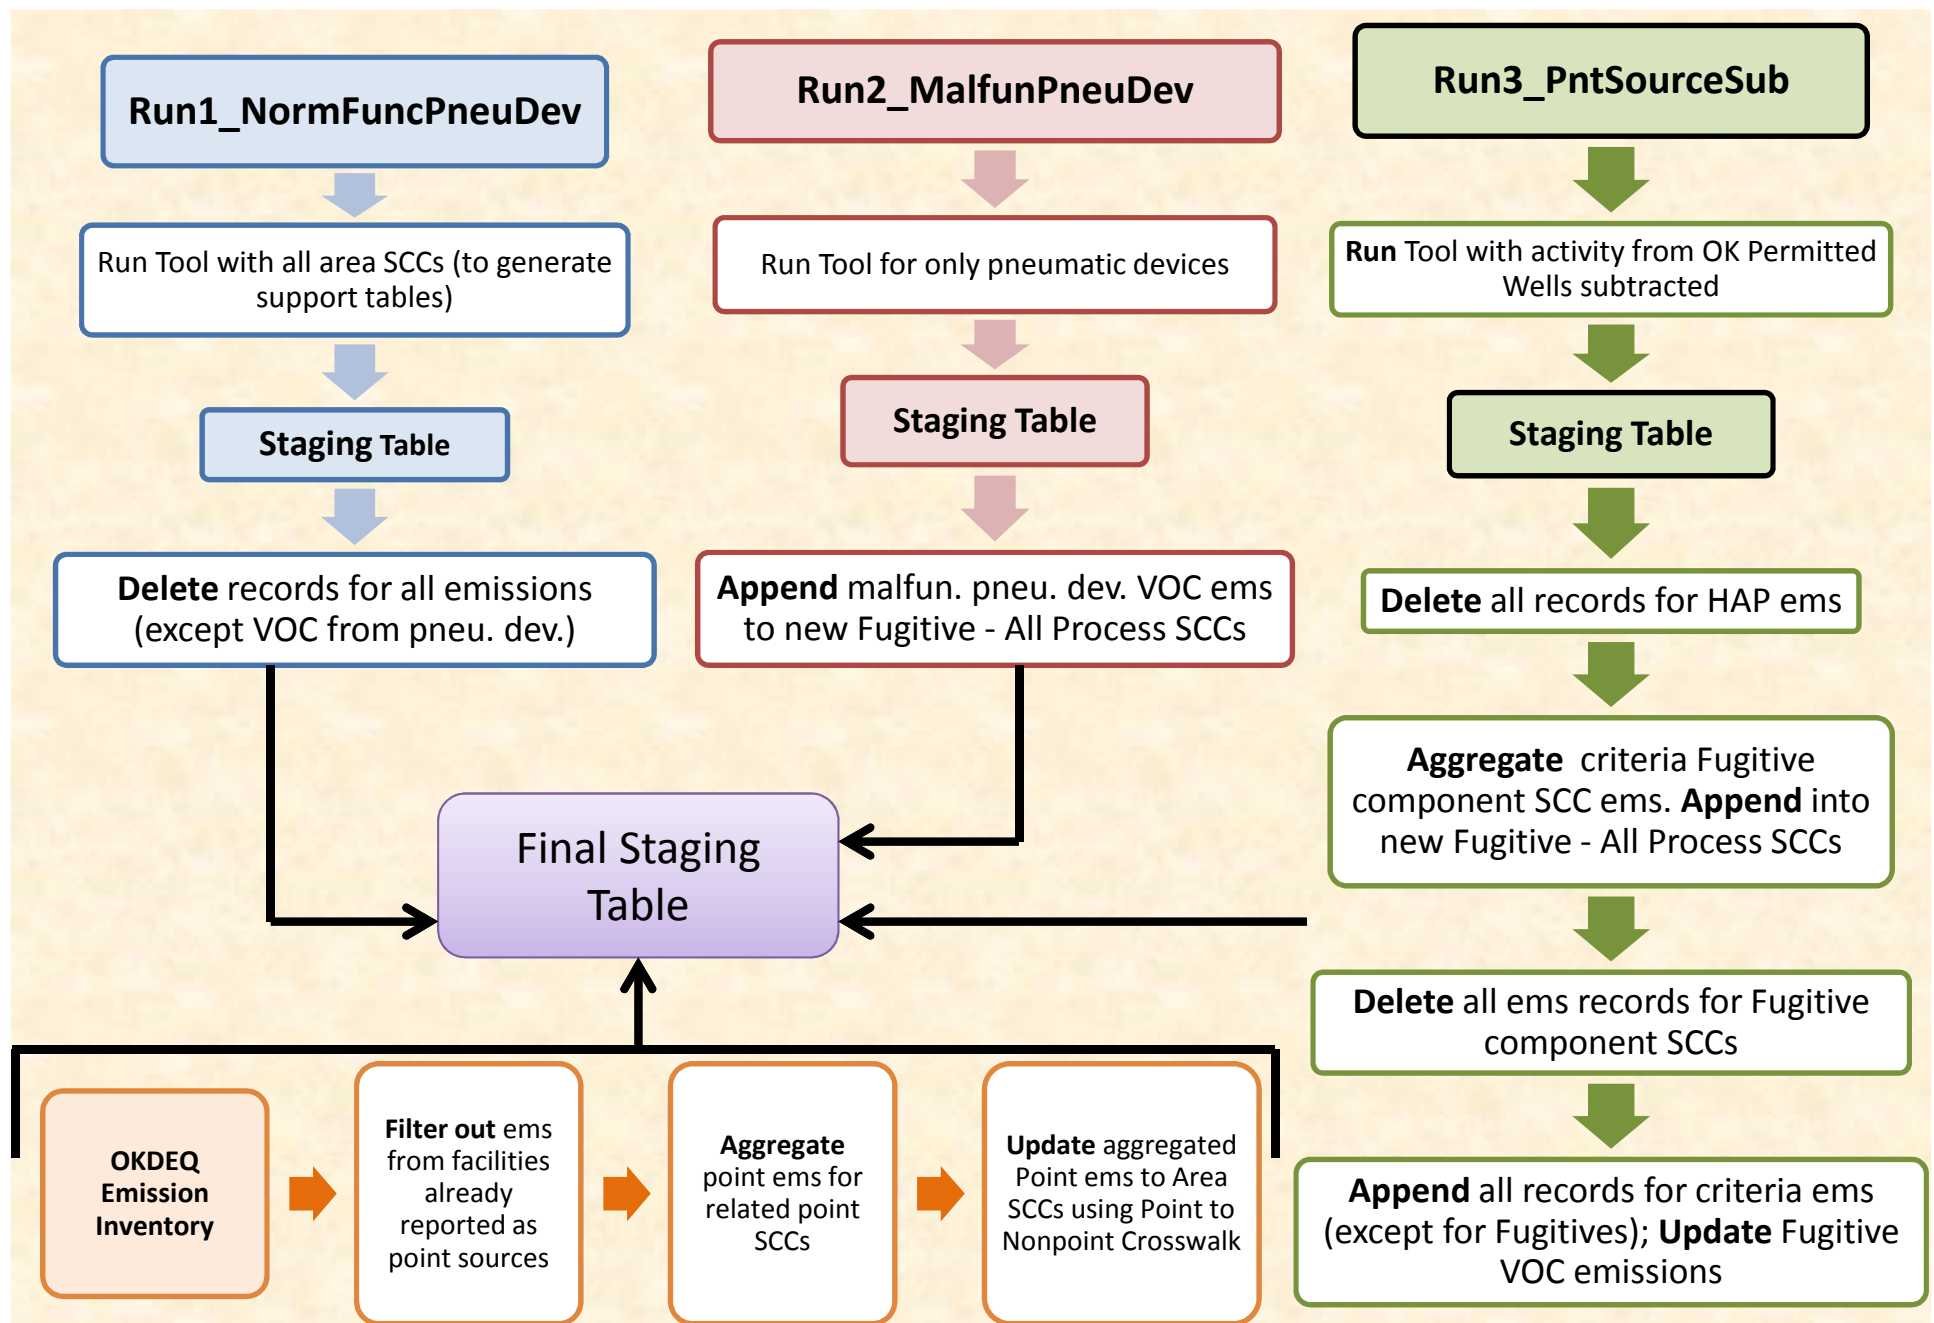 Run1_NormFuncPneuDev
Run Tool with all area SCCs (to generate
support tables)
Staging Table
Delete records for all emissions
(except VOC from pneu. dev.)
Run2_MalfunPneuDev
Run Tool for only pneumatic devices
Staging Table
Append malfun. pneu. dev. VOC ems
to new Fugitive - All Process SCCs
Run3_PntSourceSub
Run Tool with activity from OK Permitted
Wells subtracted
Staging Table
Delete all records for HAP ems
Aggregate criteria Fugitive
component SCC ems. Append into
new Fugitive - All Process SCCs
Delete all ems records for Fugitive
component SCCs
Append all records for criteria ems
(except for Fugitives); Update Fugitive
VOC emissions
Final Staging
Table
OKDEQ
Emission
Inventory
Filter out ems
from facilities
already
reported as
point sources
Aggregate
point ems for
related point
SCCs
Update aggregated
Point ems to Area
SCCs using Point to
Nonpoint Crosswalk